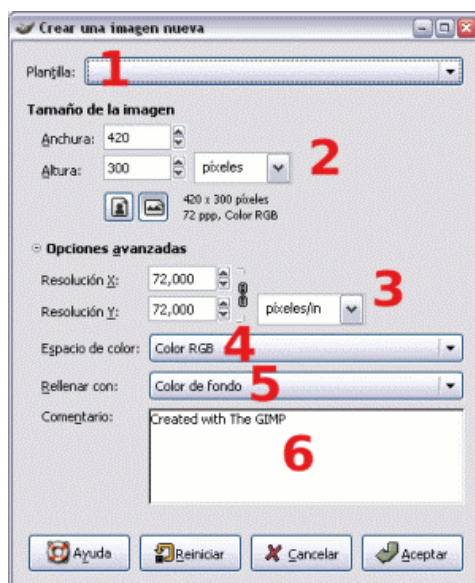 Crear una imagen nueva
Plantilla:
1
Tamaño de la imagen
Anchura: 420
Altura: 300 píxeles
2
420 x 300 píxeles
72 ppp, Color RGB
Opciones avanzadas
Resolución X: 72,000
3
Resolución Y: 72,000 píxeles/in
Espacio de color: Color RGB
4
Rellenar con: Color de fondo
5
Comentario: Created with The GIMP
6
Ayuda Reiniciar Cancelar Aceptar